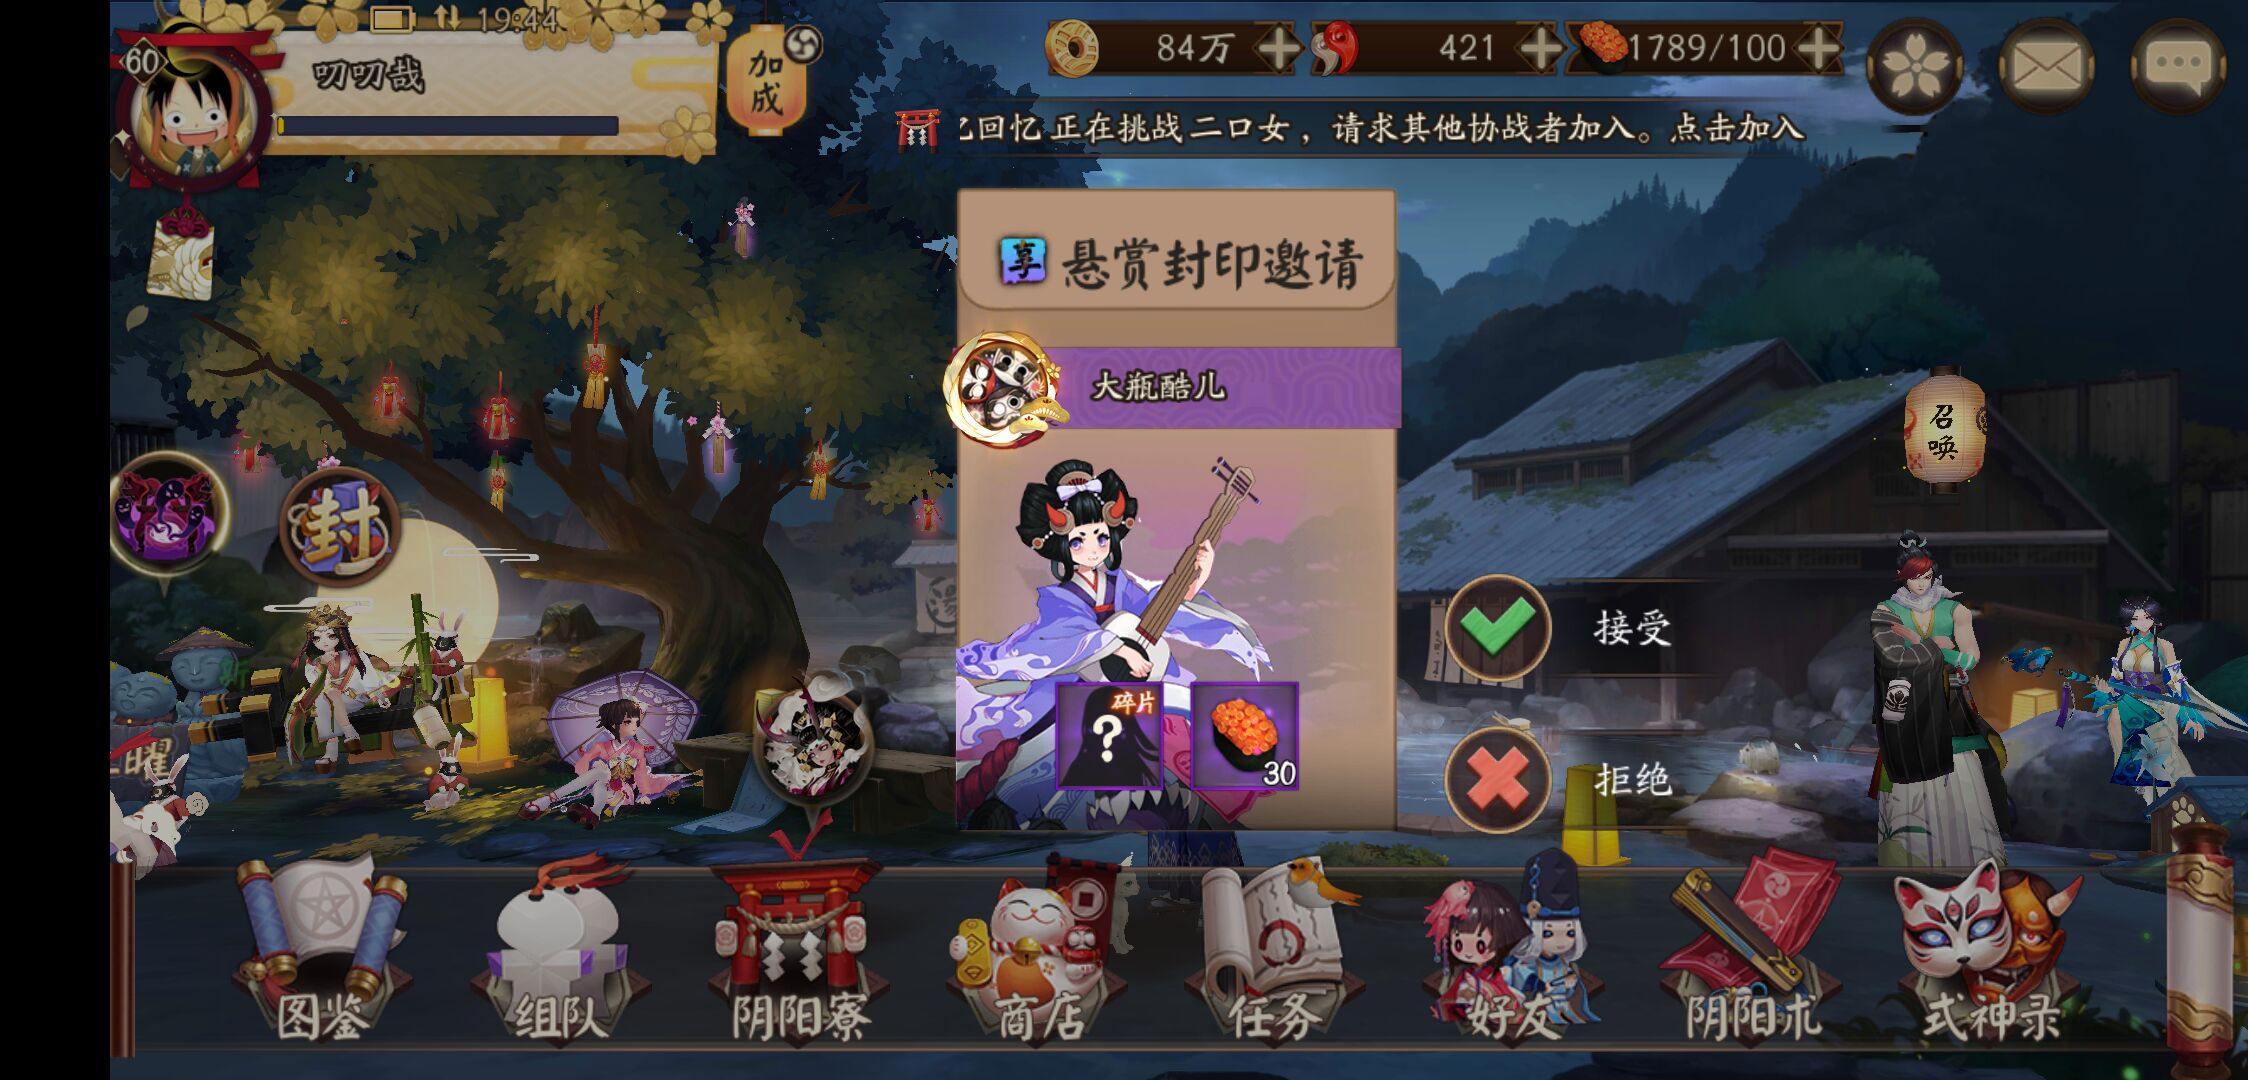 60
19:44
叨叨哉
加成
84万
421
1789/100
回忆 正在挑战 二口女，请求其他协战者加入。点击加入
享
悬赏封印邀请
大瓶酷儿
封
召唤
接受
碎片
?
30
拒绝
曜
图鉴
组队
阴阳寮
商店
任务
好友
阴阳术
式神录